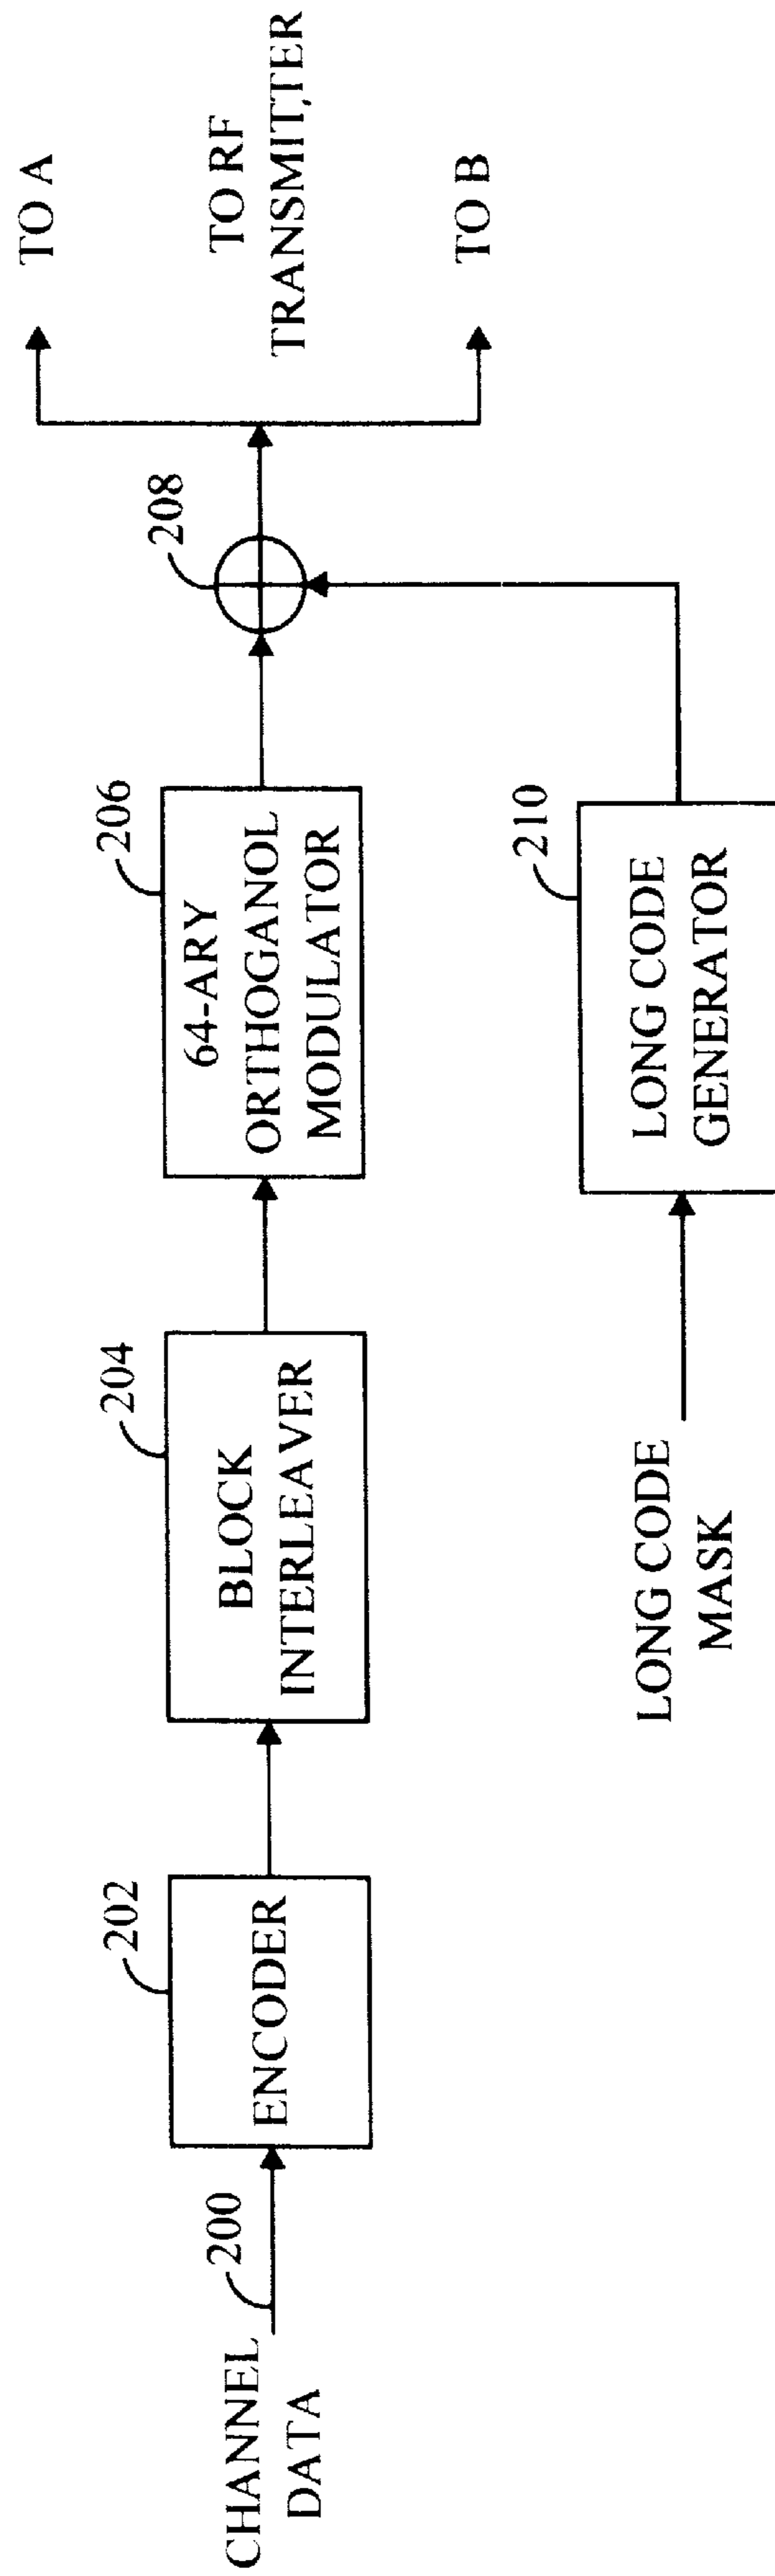 CHANNEL
DATA
200
ENCODER
202
BLOCK
INTERLEAVER
204
64-ARY
ORTHOGANOL
MODULATOR
206
208
LONG CODE
MASK
LONG CODE
GENERATOR
210
TO A
TO RF
TRANSMITTER
TO B